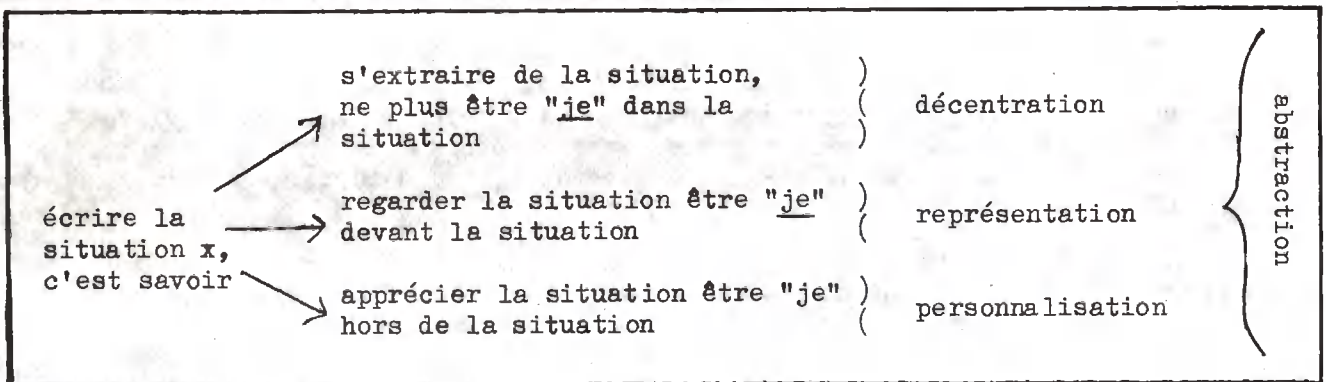 écrire la
situation x,
c'est savoir
s'extraire de la situation,
ne plus être "je" dans la
situation
décentration
regarder la situation être "je"
devant la situation
représentation
apprécier la situation être "je"
hors de la situation
personnalisation
abstraction